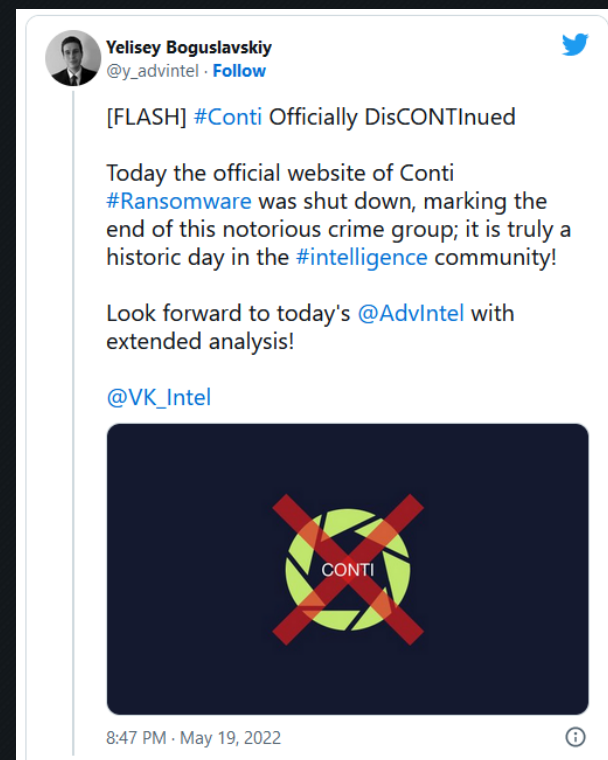 Yelisey Boguslavskiy
@y_advintel · Follow
[FLASH] #Conti Officially DisCONTInued
Today the official website of Conti
#Ransomware was shut down, marking the
end of this notorious crime group; it is truly a
historic day in the #intelligence community!
Look forward to today's @AdvIntel with
extended analysis!
@VK_Intel
CONTI
8:47 PM · May 19, 2022